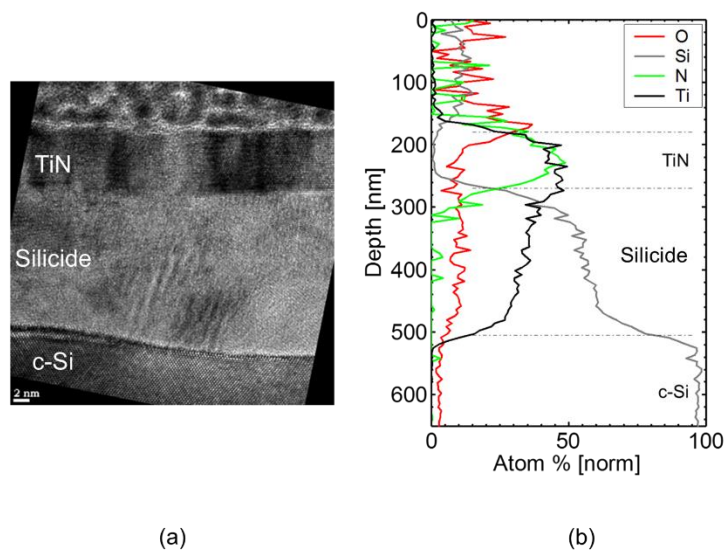 TiN
Silicide
c-Si
2 nm
(a)
0
100
200
300
400
500
600
Depth [nm]
O
Si
N
Ti
TiN
Silicide
c-Si
0 50 100
Atom % [norm]
(b)